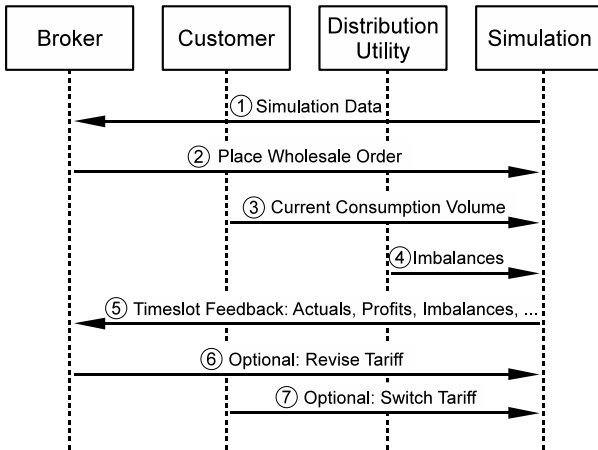 Broker
Customer
Distribution
Utility
Simulation
① Simulation Data
② Place Wholesale Order
③ Current Consumption Volume
④ Imbalances
⑤ Timeslot Feedback: Actuals, Profits, Imbalances, ...
⑥ Optional: Revise Tariff
⑦ Optional: Switch Tariff